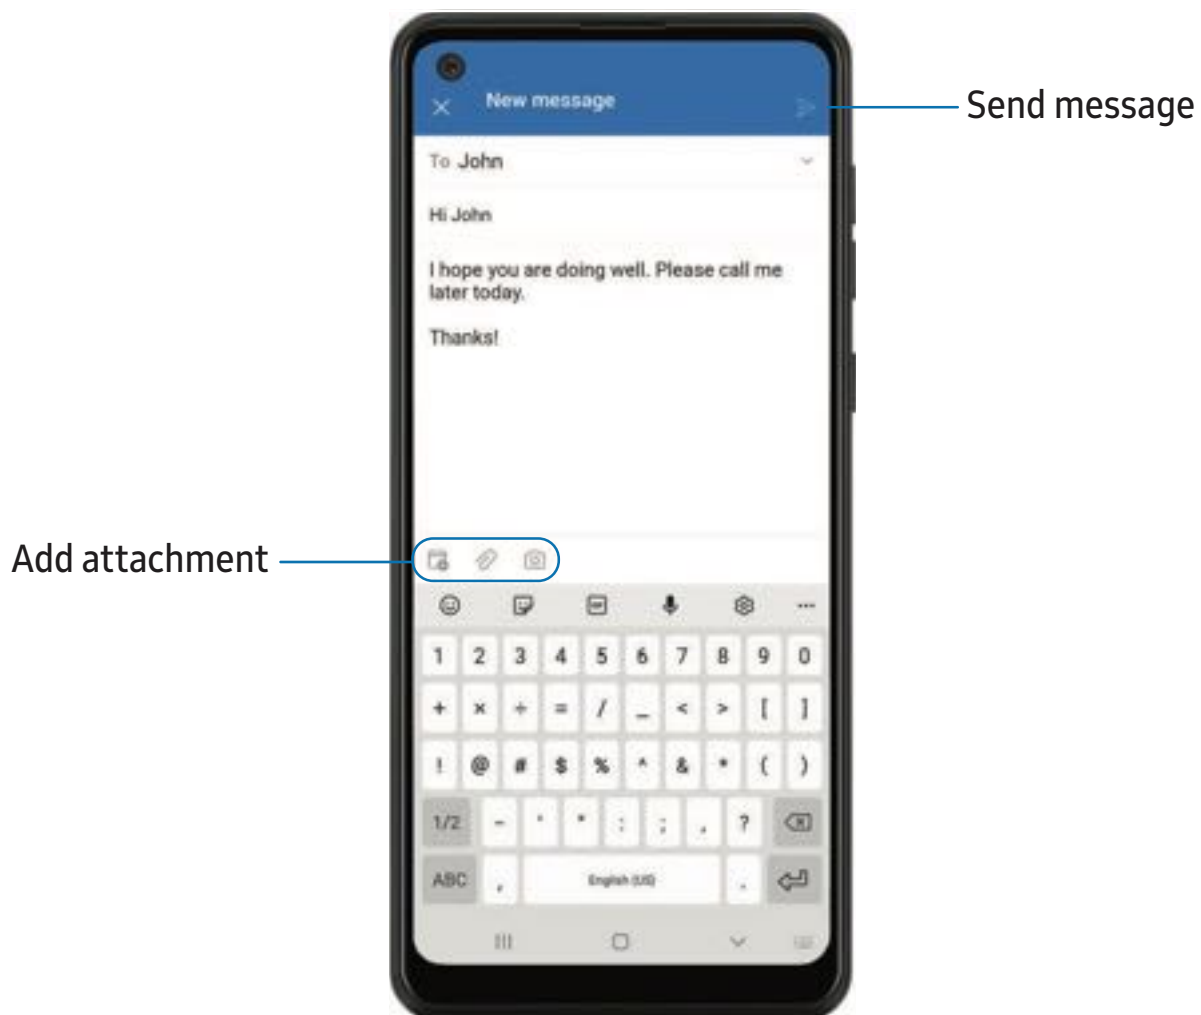 New message
Send message
To John
Hi John
I hope you are doing well. Please call me
later today.
Thanks!
Add attachment
1 2 3 4 5 6 7 8 9 0
+ × ÷ = / _ < > [ ]
! @ # $ % ^ & * ( )
1/2 - ' " : ; , ?
ABC , English (US) .